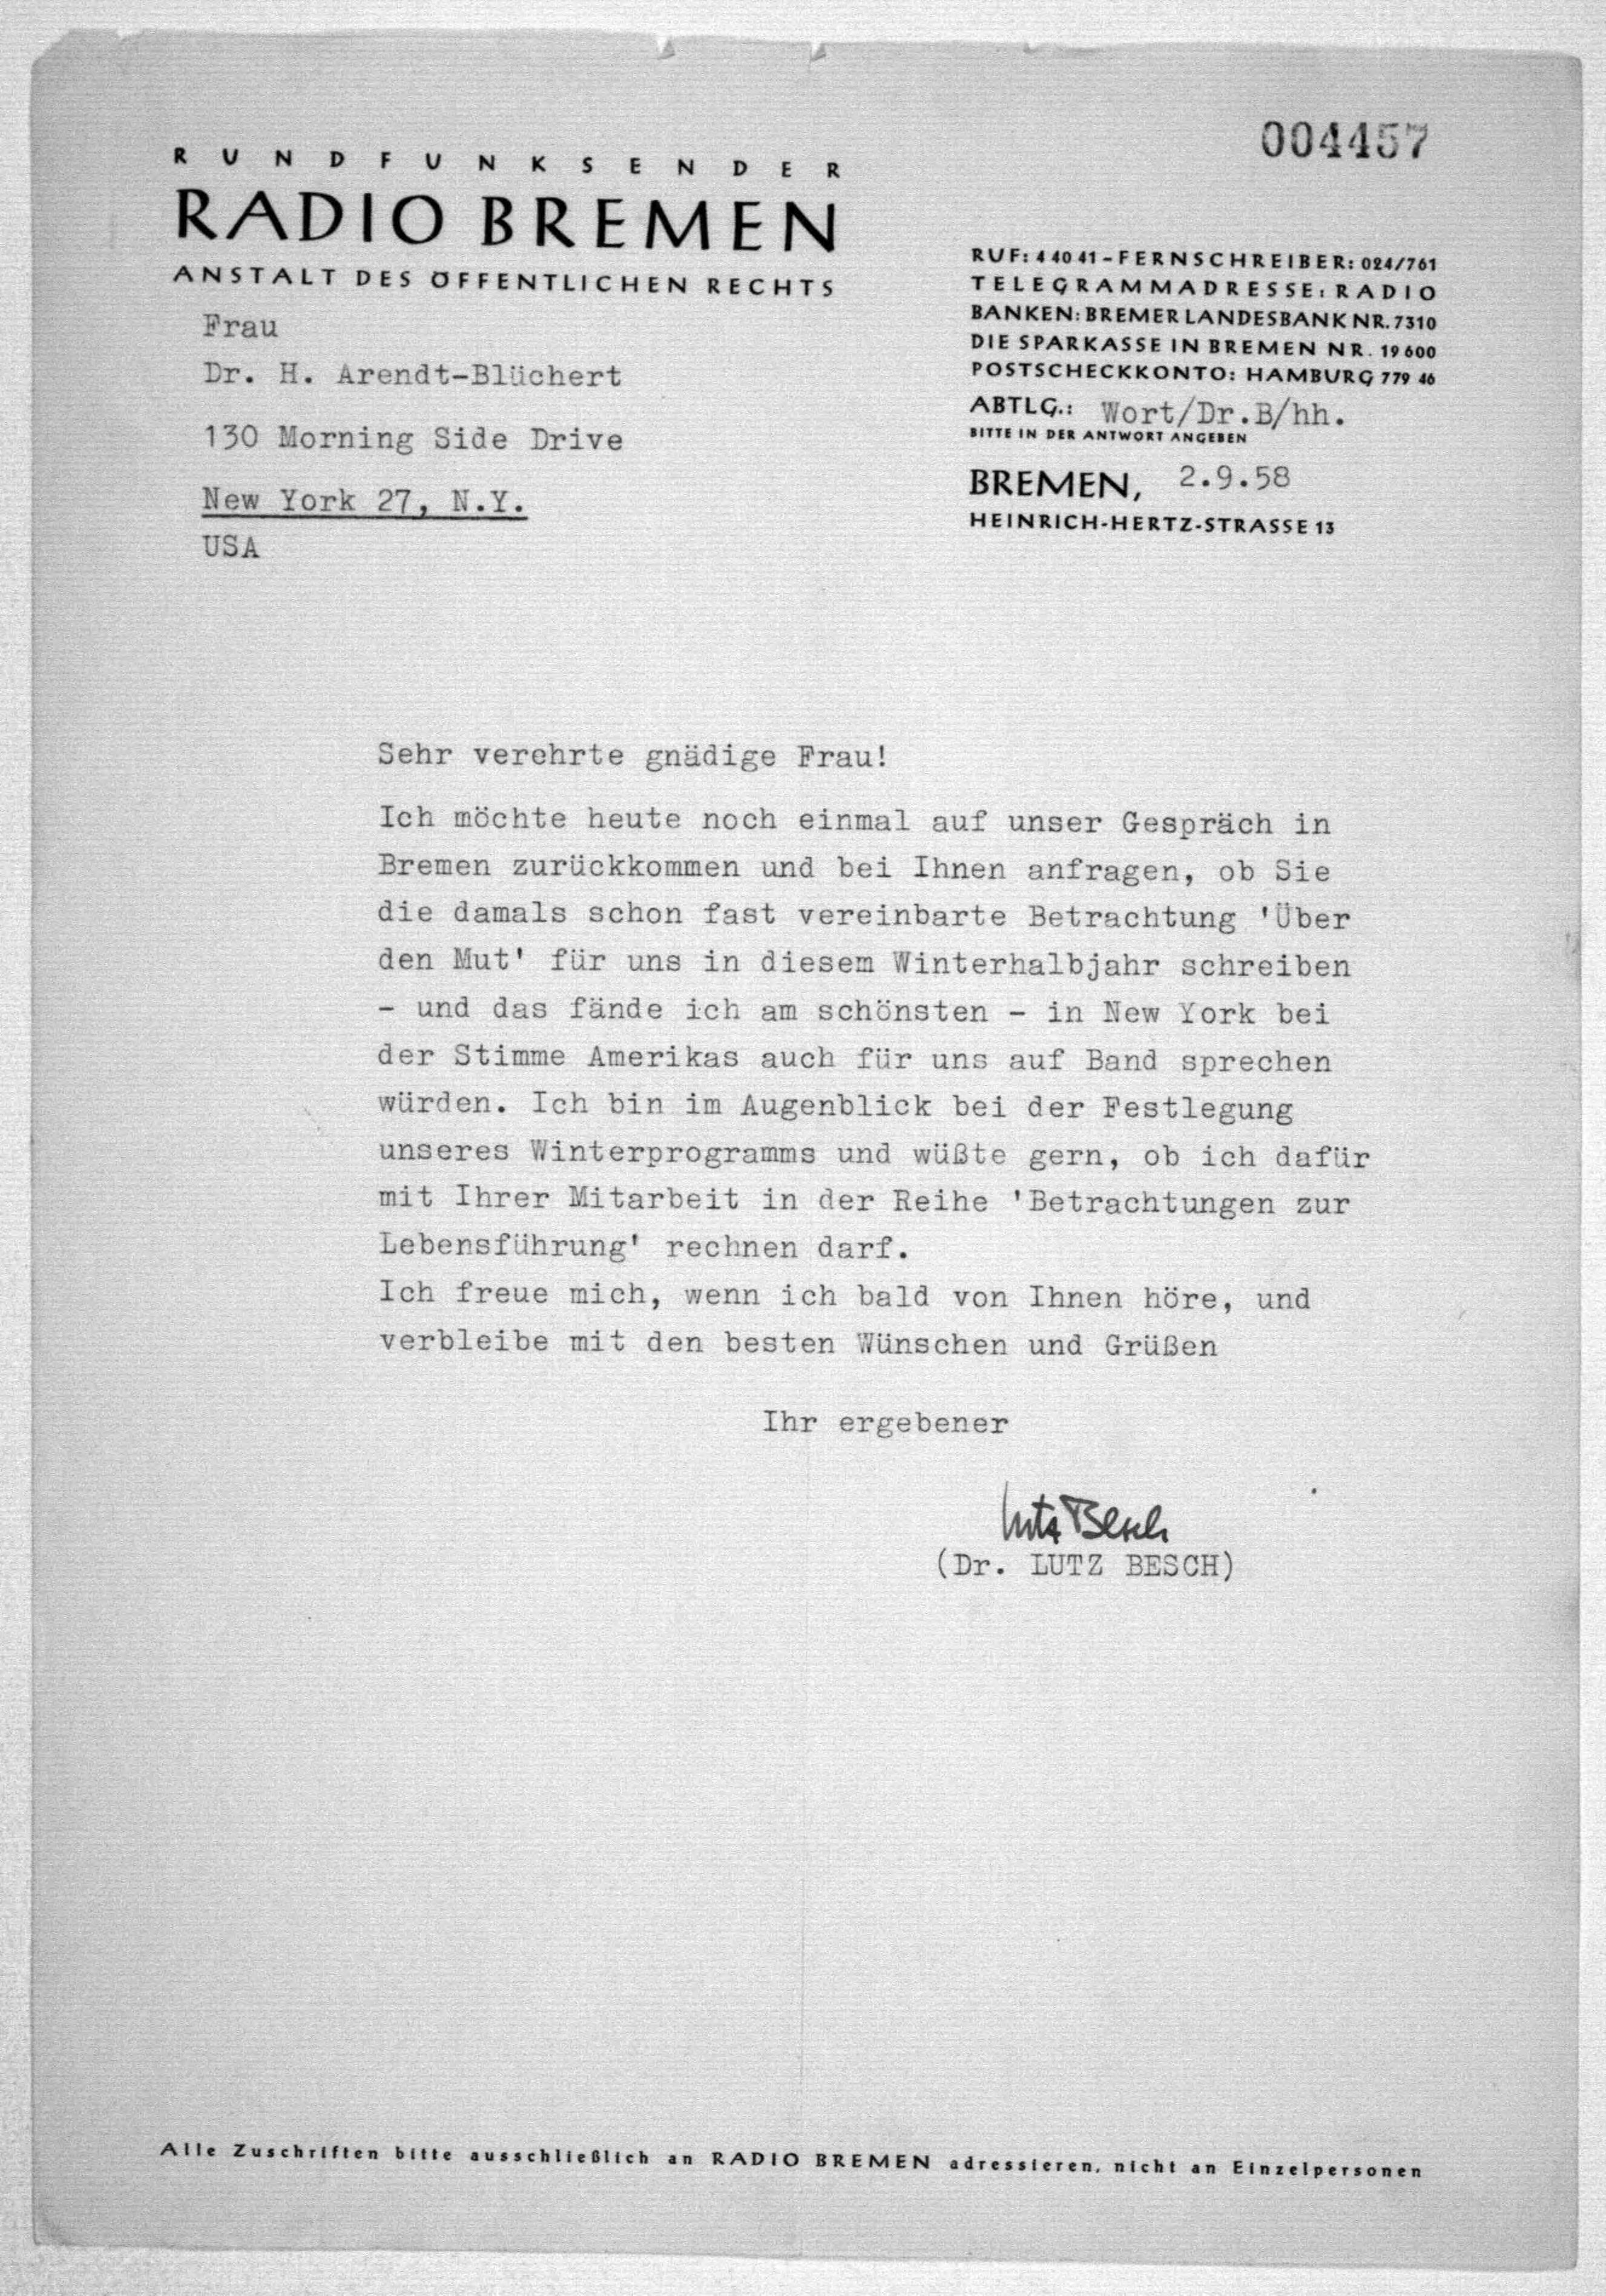 004457
RUNDFUNKSENDER
RADIO BREMEN
ANSTALT DES ÖFFENTLICHEN RECHTS
RUF: 4 40 41 – FERNSCHREIBER: 024/761
TELEGRAMMADRESSE: RADIO
BANKEN: BREMER LANDESBANK NR. 7310
DIE SPARKASSE IN BREMEN NR. 19600
POSTSCHECKKONTO: HAMBURG 779 46
ABTLG.: Wort/Dr.B/hh.
BITTE IN DER ANTWORT ANGEBEN
BREMEN, 2.9.58
HEINRICH-HERTZ-STRASSE 13
Frau
Dr. H. Arendt-Blüchert
130 Morning Side Drive
New York 27, N.Y.
USA
Sehr verehrte gnädige Frau!
Ich möchte heute noch einmal auf unser Gespräch in
Bremen zurückkommen und bei Ihnen anfragen, ob Sie
die damals schon fast vereinbarte Betrachtung 'Über
den Mut' für uns in diesem Winterhalbjahr schreiben
- und das fände ich am schönsten - in New York bei
der Stimme Amerikas auch für uns auf Band sprechen
würden. Ich bin im Augenblick bei der Festlegung
unseres Winterprogramms und wüßte gern, ob ich dafür
mit Ihrer Mitarbeit in der Reihe 'Betrachtungen zur
Lebensführung' rechnen darf.
Ich freue mich, wenn ich bald von Ihnen höre, und
verbleibe mit den besten Wünschen und Grüßen
Ihr ergebener
Lutz Besch
(Dr. LUTZ BESCH)
Alle Zuschriften bitte ausschließlich an RADIO BREMEN adressieren, nicht an Einzelpersonen